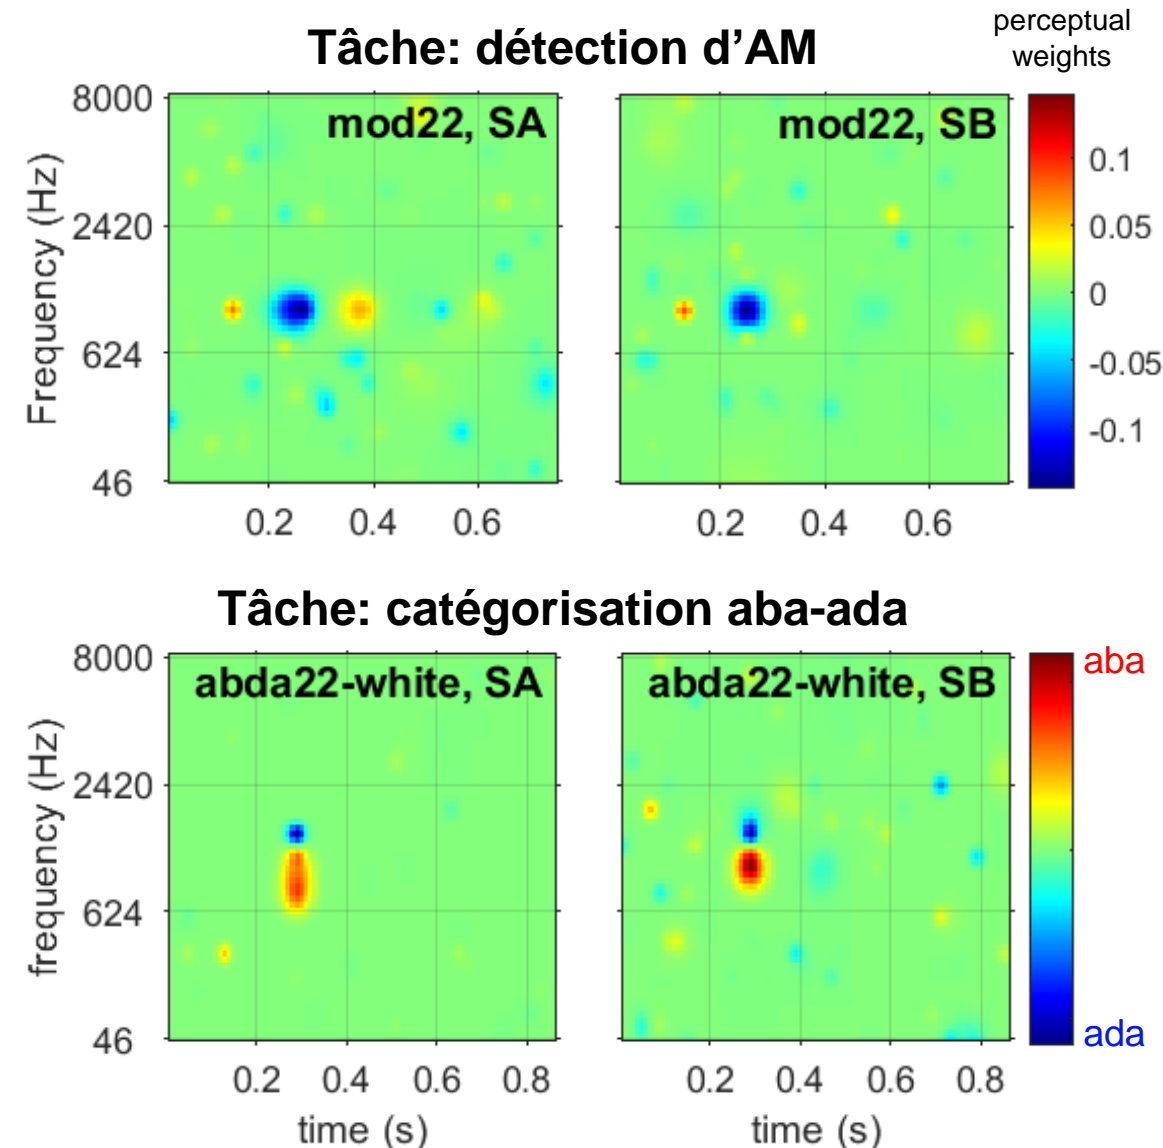 Tâche: détection d'AM
perceptual
weights
mod22, SA
mod22, SB
Frequency (Hz)
8000
2420
624
46
0.2 0.4 0.6
0.2 0.4 0.6
0.1
0.05
0
-0.05
-0.1
Tâche: catégorisation aba-ada
abda22-white, SA
abda22-white, SB
frequency (Hz)
8000
2420
624
46
0.2 0.4 0.6 0.8
0.2 0.4 0.6 0.8
time (s)
time (s)
aba
ada